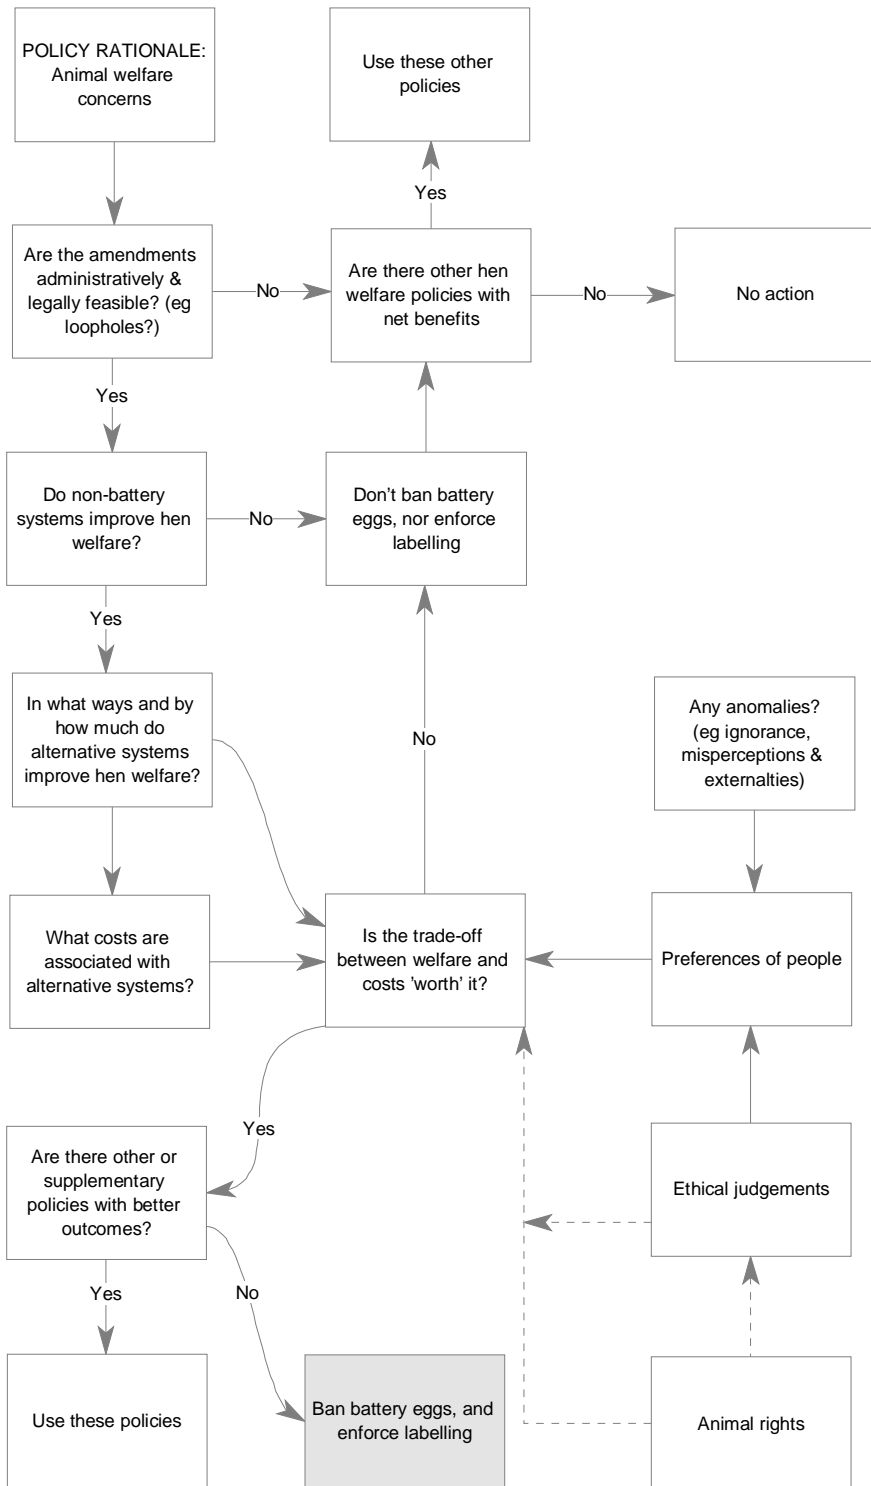 POLICY RATIONALE:
Animal welfare
concerns
Use these other
policies
Yes
Are the amendments
administratively &
legally feasible? (eg
loopholes?)
No
Are there other hen
welfare policies with
net benefits
No
No action
Yes
Do non-battery
systems improve hen
welfare?
No
Don't ban battery
eggs, nor enforce
labelling
Yes
In what ways and by
how much do
alternative systems
improve hen welfare?
No
Any anomalies?
(eg ignorance,
misperceptions &
externalties)
What costs are
associated with
alternative systems?
Is the trade-off
between welfare and
costs 'worth' it?
Preferences of people
Yes
Are there other or
supplementary
policies with better
outcomes?
Ethical judgements
Yes
No
Use these policies
Ban battery eggs, and
enforce labelling
Animal rights